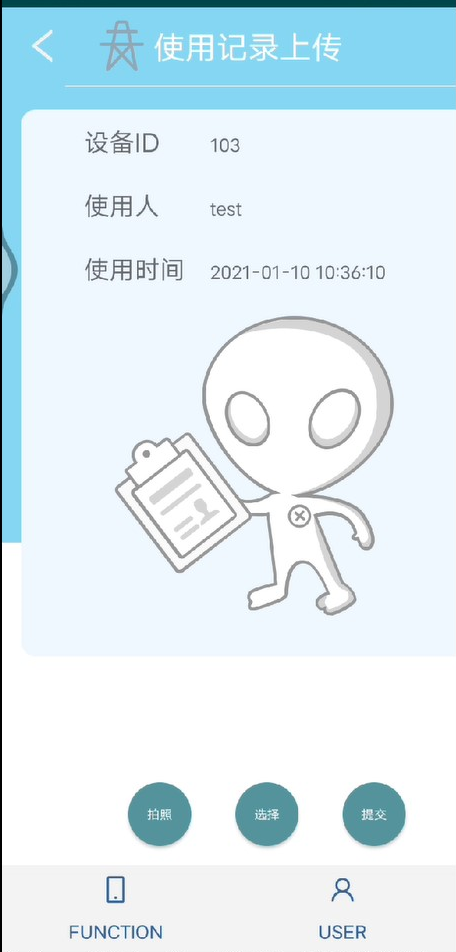 使用记录上传
设备ID 103
使用人 test
使用时间 2021-01-10 10:36:10
拍照 选择 提交
FUNCTION USER